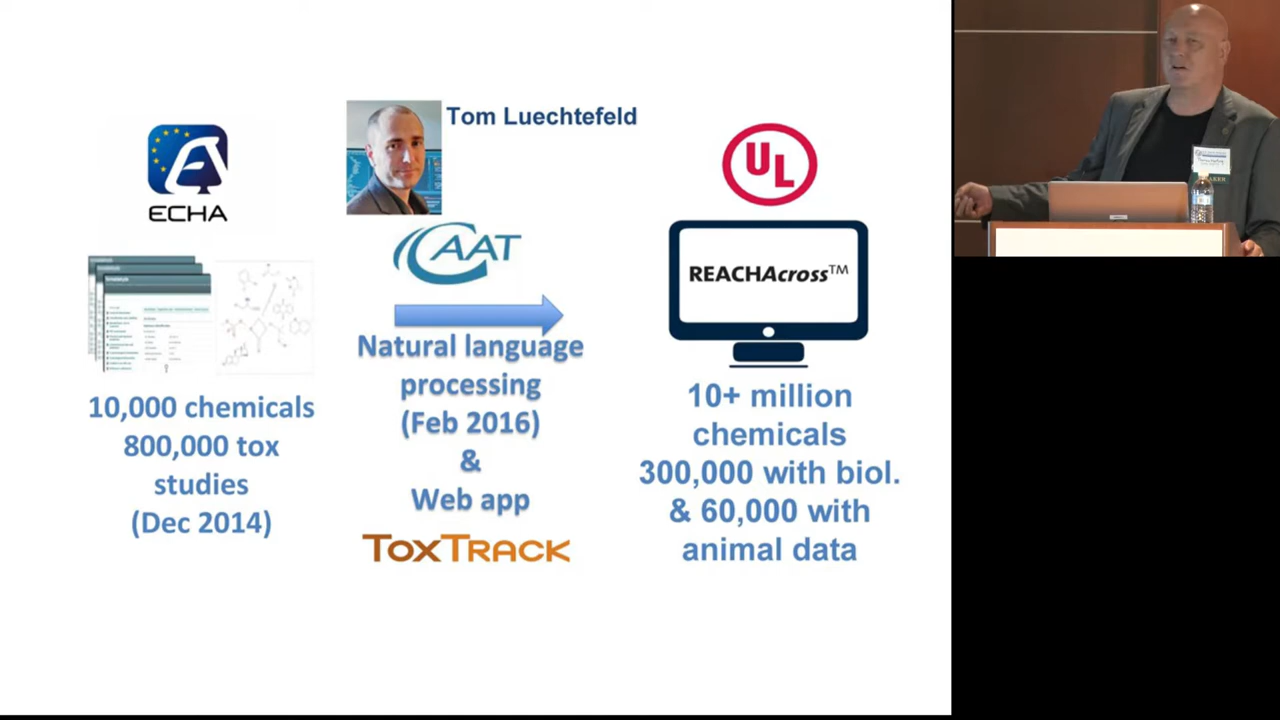 ECHA
10,000 chemicals
800,000 tox
studies
(Dec 2014)
Tom Luechtefeld
CAAT
Natural language
processing
(Feb 2016)
&
Web app
TOXTRACK
UL
REACHAcross™
10+ million
chemicals
300,000 with biol.
& 60,000 with
animal data